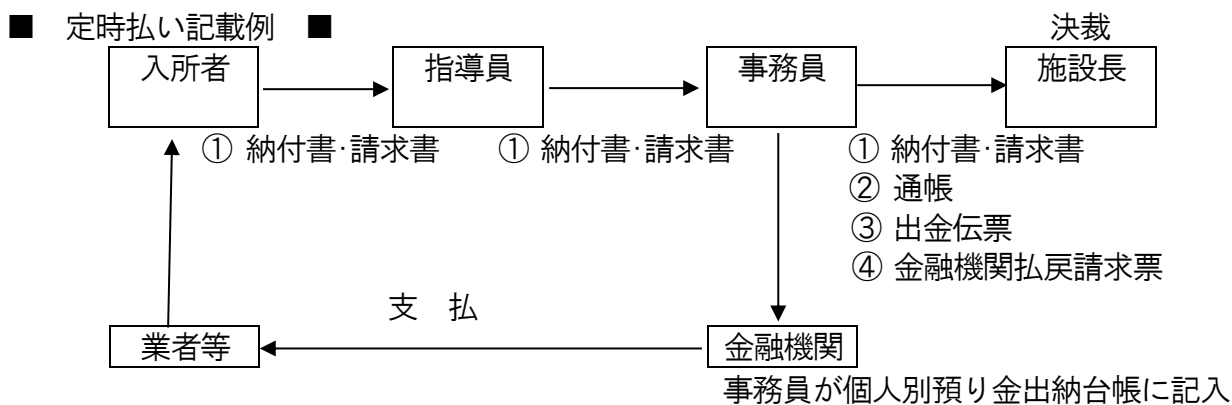 ■ 定時払い記載例 ■
決裁
入所者
指導員
事務員
施設長
① 納付書･請求書
① 納付書･請求書
① 納付書･請求書
② 通帳
③ 出金伝票
④ 金融機関払戻請求票
支 払
業者等
金融機関
事務員が個人別預り金出納台帳に記入